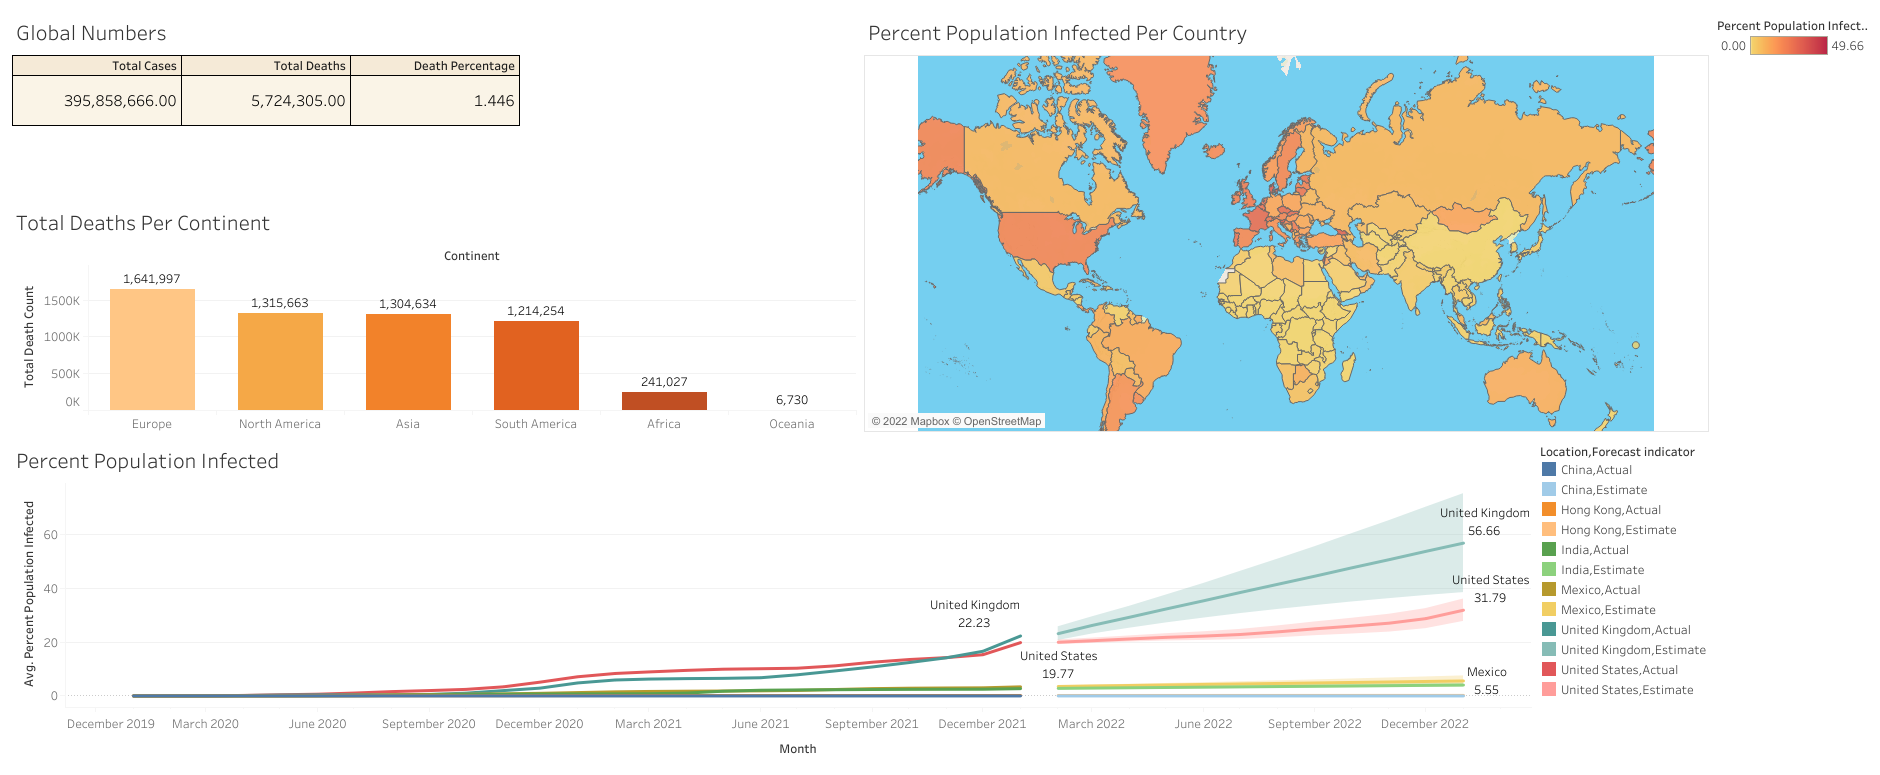 Global Numbers
Total Cases Total Deaths Death Percentage
395,858,666.00 5,724,305.00 1.446
Total Deaths Per Continent
Continent
Total Death Count
1500K
1000K
500K
0K
1,641,997
1,315,663
1,304,634
1,214,254
241,027
6,730
Europe North America Asia South America Africa Oceania
Percent Population Infected Per Country
© 2022 Mapbox © OpenStreetMap
Percent Population Infect..
0.00 49.66
Percent Population Infected
Avg. Percent Population Infected
60
40
20
0
United Kingdom
22.23
United States
19.77
United Kingdom
56.66
United States
31.79
Mexico
5.55
December 2019 March 2020 June 2020 September 2020 December 2020 March 2021 June 2021 September 2021 December 2021 March 2022 June 2022 September 2022 December 2022
Month
Location,Forecast indicator
China,Actual
China,Estimate
Hong Kong,Actual
Hong Kong,Estimate
India,Actual
India,Estimate
Mexico,Actual
Mexico,Estimate
United Kingdom,Actual
United Kingdom,Estimate
United States,Actual
United States,Estimate